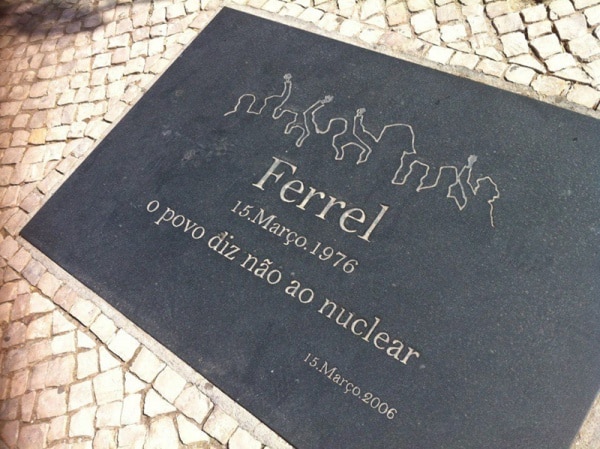 Ferrel
15.Março.1976
o povo diz não ao nuclear
15.Março.2006